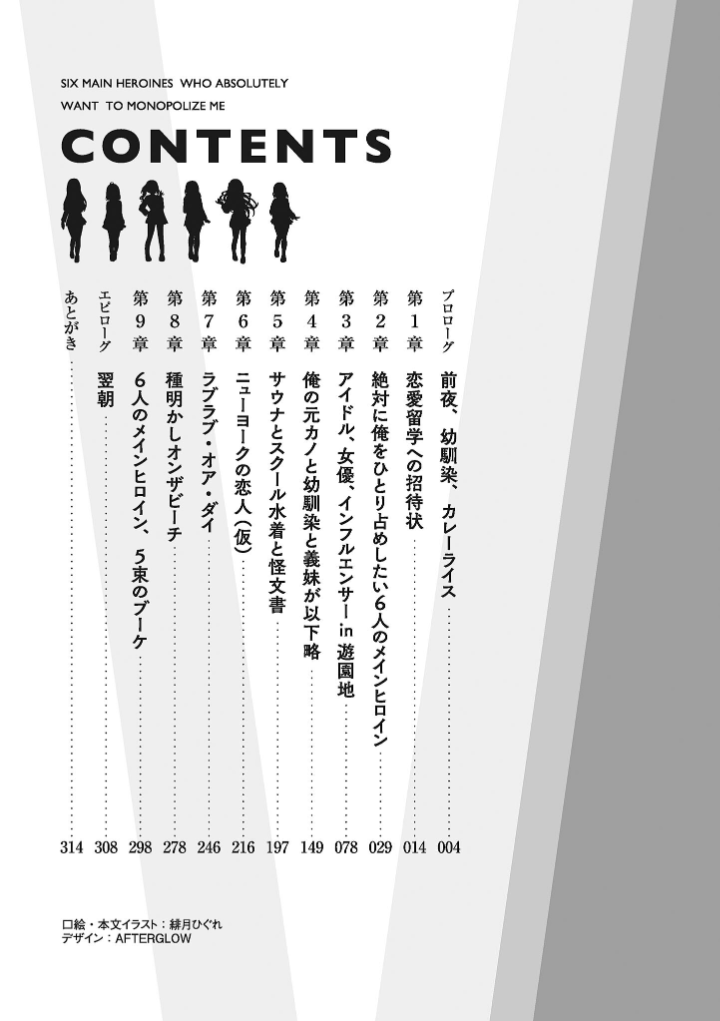 SIX MAIN HEROINES WHO ABSOLUTELY
WANT TO MONOPOLIZE ME
CONTENTS
プロローグ 前夜、幼馴染、カレーライス 004
第1章 恋愛留学への招待状 014
第2章 絶対に俺をひとり占めしたい6人のメインヒロイン 029
第3章 アイドル、女優、インフルエンサー in 遊園地 078
第4章 俺の元カノと幼馴染と義妹が以下略 149
第5章 サウナとスクール水着と怪文書 197
第6章 ニューヨークの恋人(仮) 216
第7章 ラブラブ・オア・ダイ 246
第8章 種明かしオンザビーチ 278
第9章 6人のメインヒロイン、5束のブーケ 298
エピローグ 翌朝 308
あとがき 314
口絵・本文イラスト:緋月ひぐれ
デザイン:AFTERGLOW